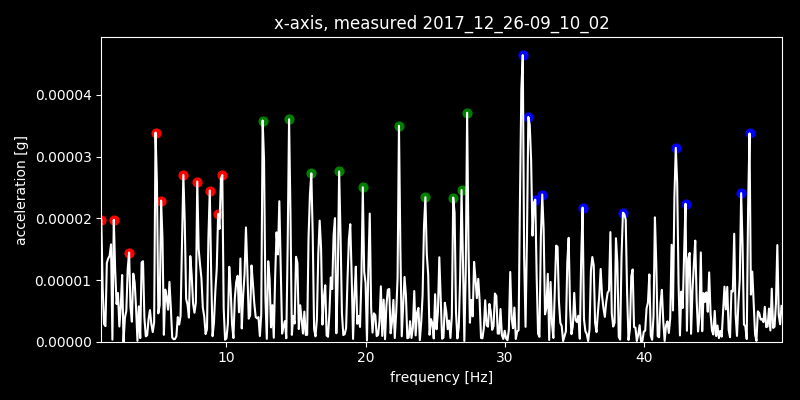 x-axis, measured 2017_12_26-09_10_02
acceleration [g]
0.00004
0.00003
0.00002
0.00001
0.00000
10 20 30 40
frequency [Hz]